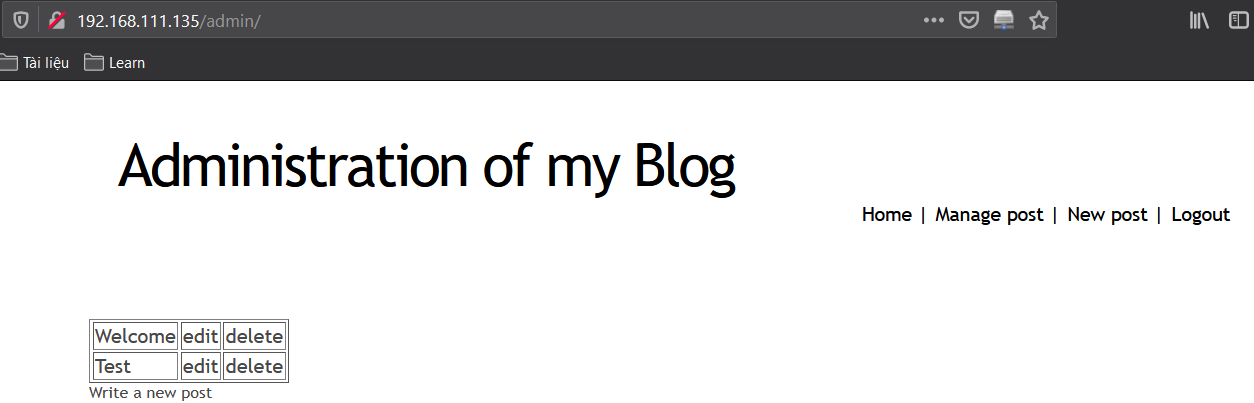 192.168.111.135/admin/
Tài liệu Learn
Administration of my Blog
Home | Manage post | New post | Logout
Welcome edit delete
Test edit delete
Write a new post